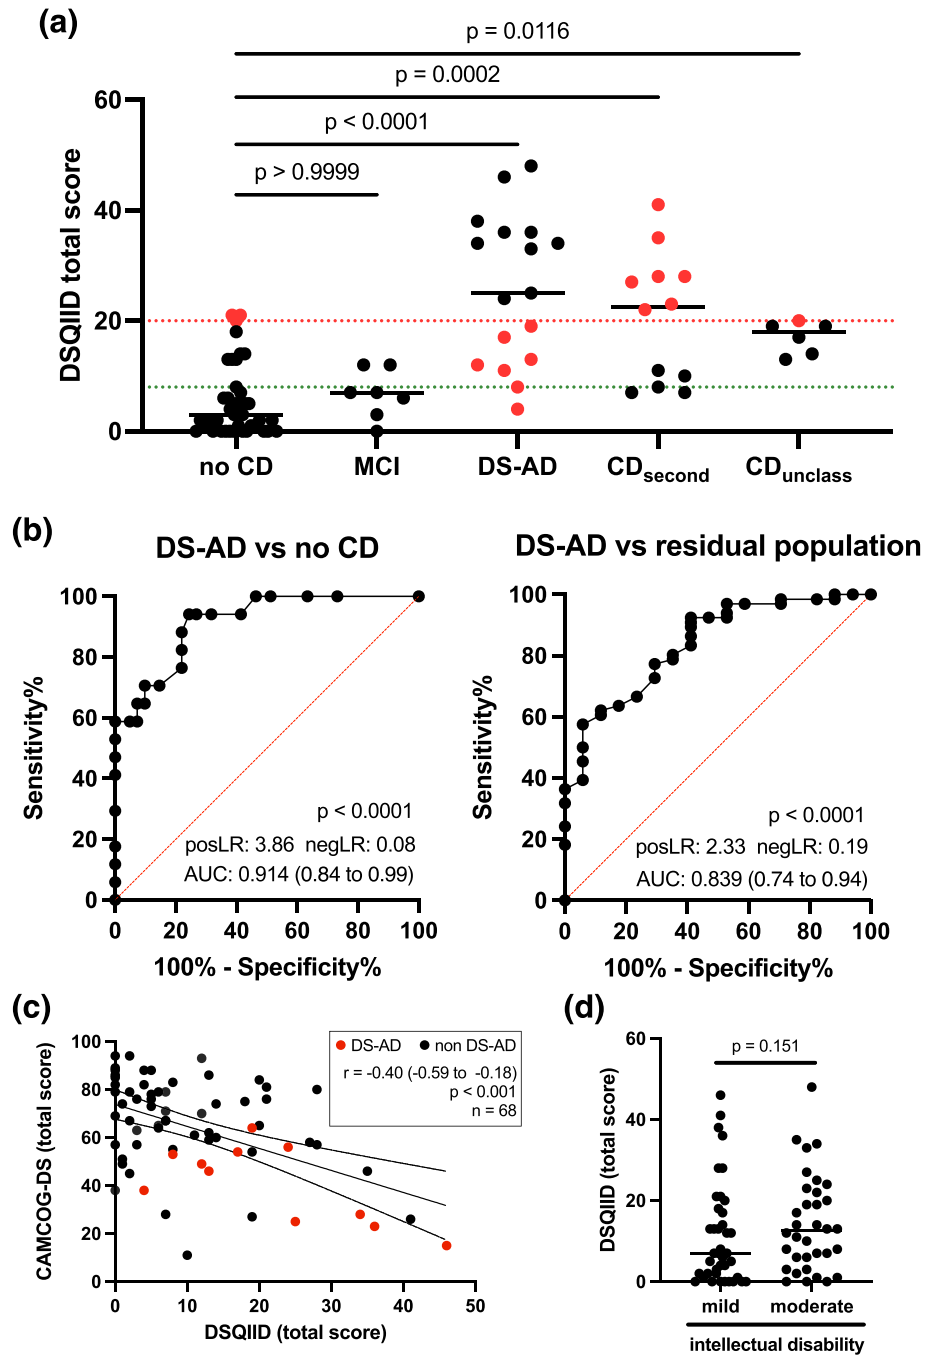 (a)
p = 0.0116
p = 0.0002
p < 0.0001
p > 0.9999
DSQIID total score
60
40
20
0
no CD MCI DS-AD CDsecond CDunclass
(b)
DS-AD vs no CD
Sensitivity%
100
80
60
40
20
0
p < 0.0001
posLR: 3.86 negLR: 0.08
AUC: 0.914 (0.84 to 0.99)
0 20 40 60 80 100
100% - Specificity%
DS-AD vs residual population
Sensitivity%
100
80
60
40
20
0
p < 0.0001
posLR: 2.33 negLR: 0.19
AUC: 0.839 (0.74 to 0.94)
0 20 40 60 80 100
100% - Specificity%
(c)
CAMCOG-DS (total score)
100
80
60
40
20
0
DS-AD non DS-AD
r = -0.40 (-0.59 to -0.18)
p < 0.001
n = 68
0 10 20 30 40 50
DSQIID (total score)
(d)
DSQIID (total score)
60
40
20
0
p = 0.151
mild moderate
intellectual disability